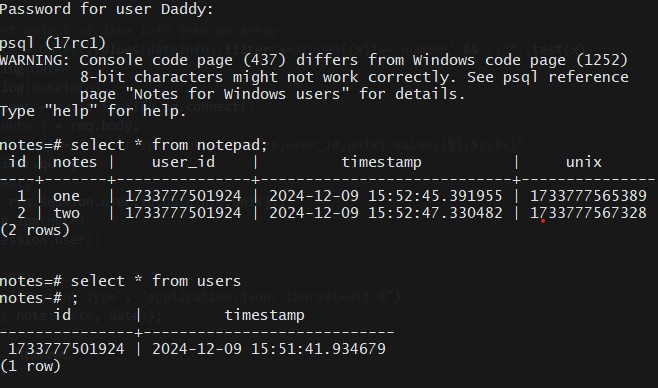 Password for user Daddy:
psql (17rc1)
WARNING: Console code page (437) differs from Windows code page (1252)
         8-bit characters might not work correctly. See psql reference
         page "Notes for Windows users" for details.
Type "help" for help.
notes=# select * from notepad;
 id | notes |    user_id    |         timestamp          |     unix
----+-------+---------------+----------------------------+---------------
  1 | one   | 1733777501924 | 2024-12-09 15:52:45.391955 | 1733777565389
  2 | two   | 1733777501924 | 2024-12-09 15:52:47.330482 | 1733777567328
(2 rows)
notes=# select * from users
notes-# ;
      id       |         timestamp
---------------+----------------------------
 1733777501924 | 2024-12-09 15:51:41.934679
(1 row)